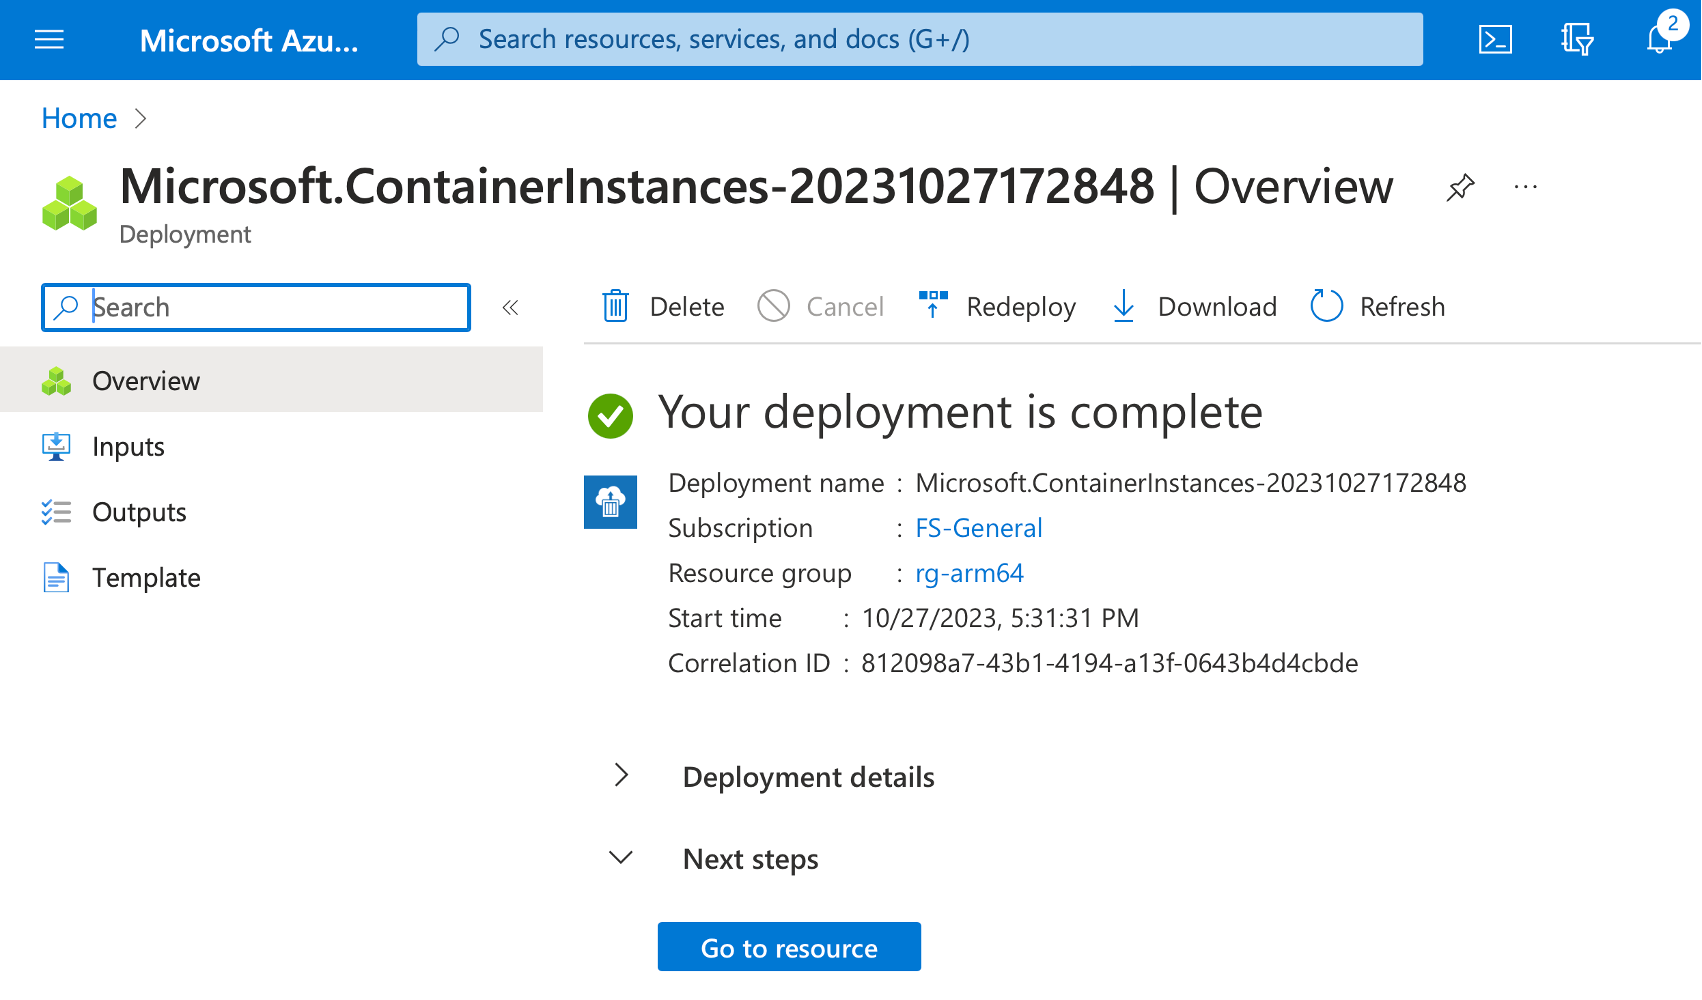 Microsoft Azu...
Search resources, services, and docs (G+/)
2
Home
Microsoft.ContainerInstances-20231027172848 | Overview
Deployment
Search
Delete
Cancel
Redeploy
Download
Refresh
Overview
Inputs
Outputs
Template
Your deployment is complete
Deployment name : Microsoft.ContainerInstances-20231027172848
Subscription : FS-General
Resource group : rg-arm64
Start time : 10/27/2023, 5:31:31 PM
Correlation ID : 812098a7-43b1-4194-a13f-0643b4d4cbde
Deployment details
Next steps
Go to resource